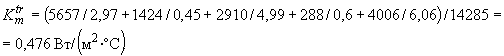 K_m^tr = (5657/2,97+1424/0,45+2910/4,99+288/0,6+4006/6,06)/14285 =
= 0,476 Вт/(м²·°С)